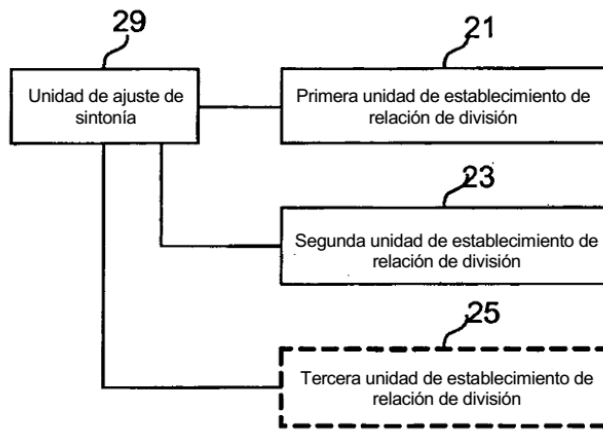 29
21
Unidad de ajuste de
sintonía
Primera unidad de establecimiento de
relación de división
23
Segunda unidad de establecimiento de
relación de división
25
Tercera unidad de establecimiento de
relación de división